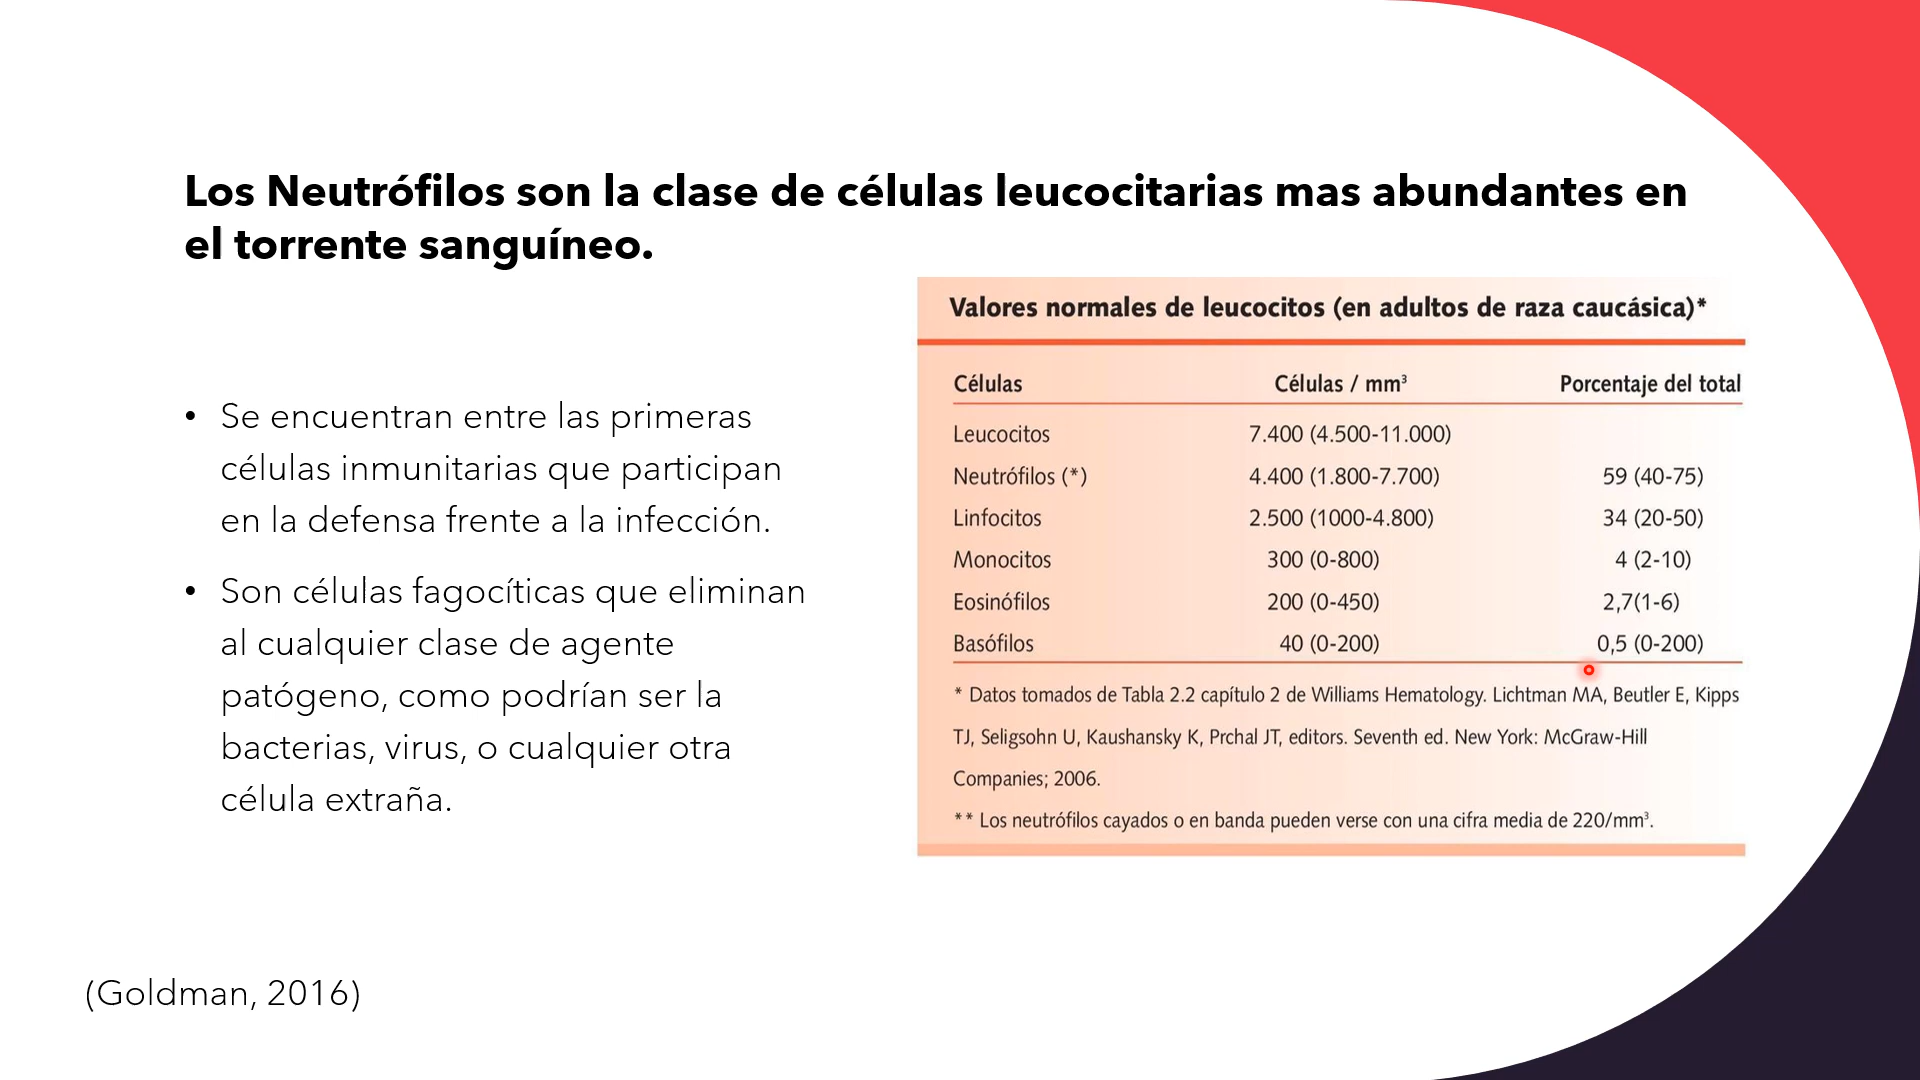 Los Neutrófilos son la clase de células leucocitarias mas abundantes en
el torrente sanguíneo.
• Se encuentran entre las primeras
células inmunitarias que participan
en la defensa frente a la infección.
• Son células fagocíticas que eliminan
al cualquier clase de agente
patógeno, como podrían ser la
bacterias, virus, o cualquier otra
célula extraña.
Valores normales de leucocitos (en adultos de raza caucásica)*
Células Células / mm³ Porcentaje del total
Leucocitos 7.400 (4.500-11.000)
Neutrófilos (*) 4.400 (1.800-7.700) 59 (40-75)
Linfocitos 2.500 (1000-4.800) 34 (20-50)
Monocitos 300 (0-800) 4 (2-10)
Eosinófilos 200 (0-450) 2,7(1-6)
Basófilos 40 (0-200) 0,5 (0-200)
* Datos tomados de Tabla 2.2 capítulo 2 de Williams Hematology. Lichtman MA, Beutler E, Kipps
TJ, Seligsohn U, Kaushansky K, Prchal JT, editors. Seventh ed. New York: McGraw-Hill
Companies; 2006.
** Los neutrófilos cayados o en banda pueden verse con una cifra media de 220/mm³.
(Goldman, 2016)